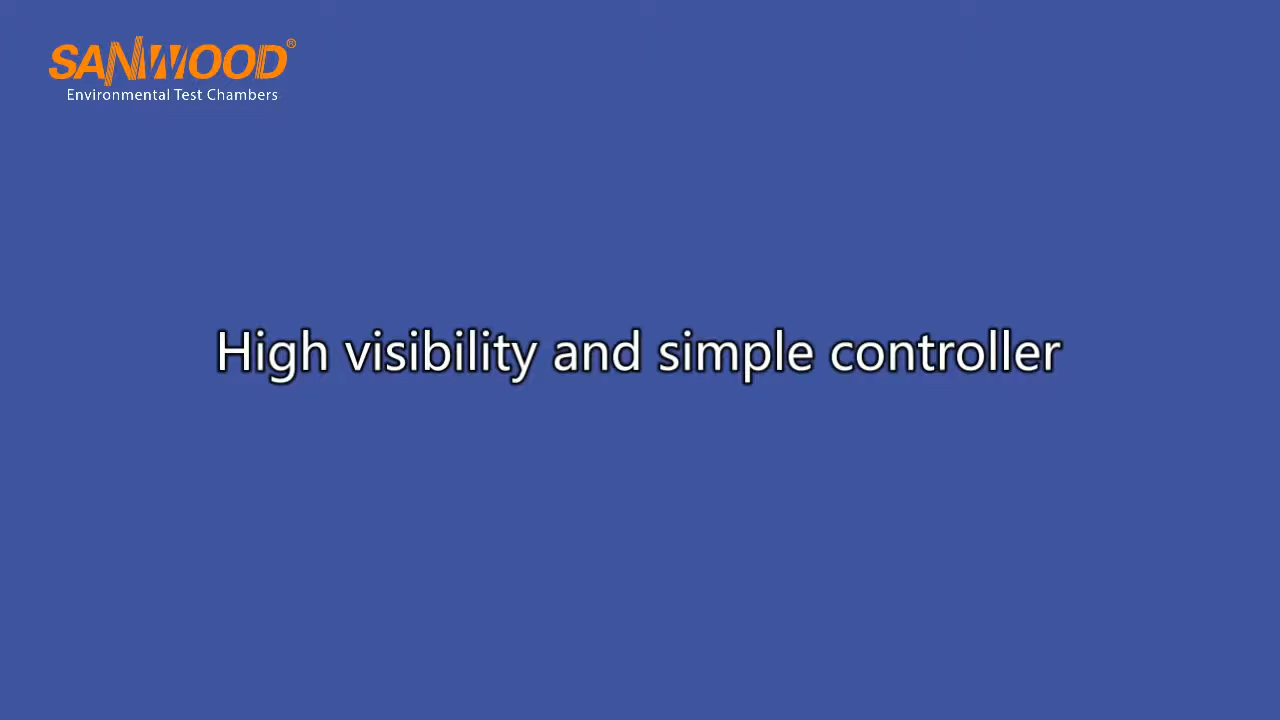 SANWOOD®
Environmental Test Chambers
High visibility and simple controller